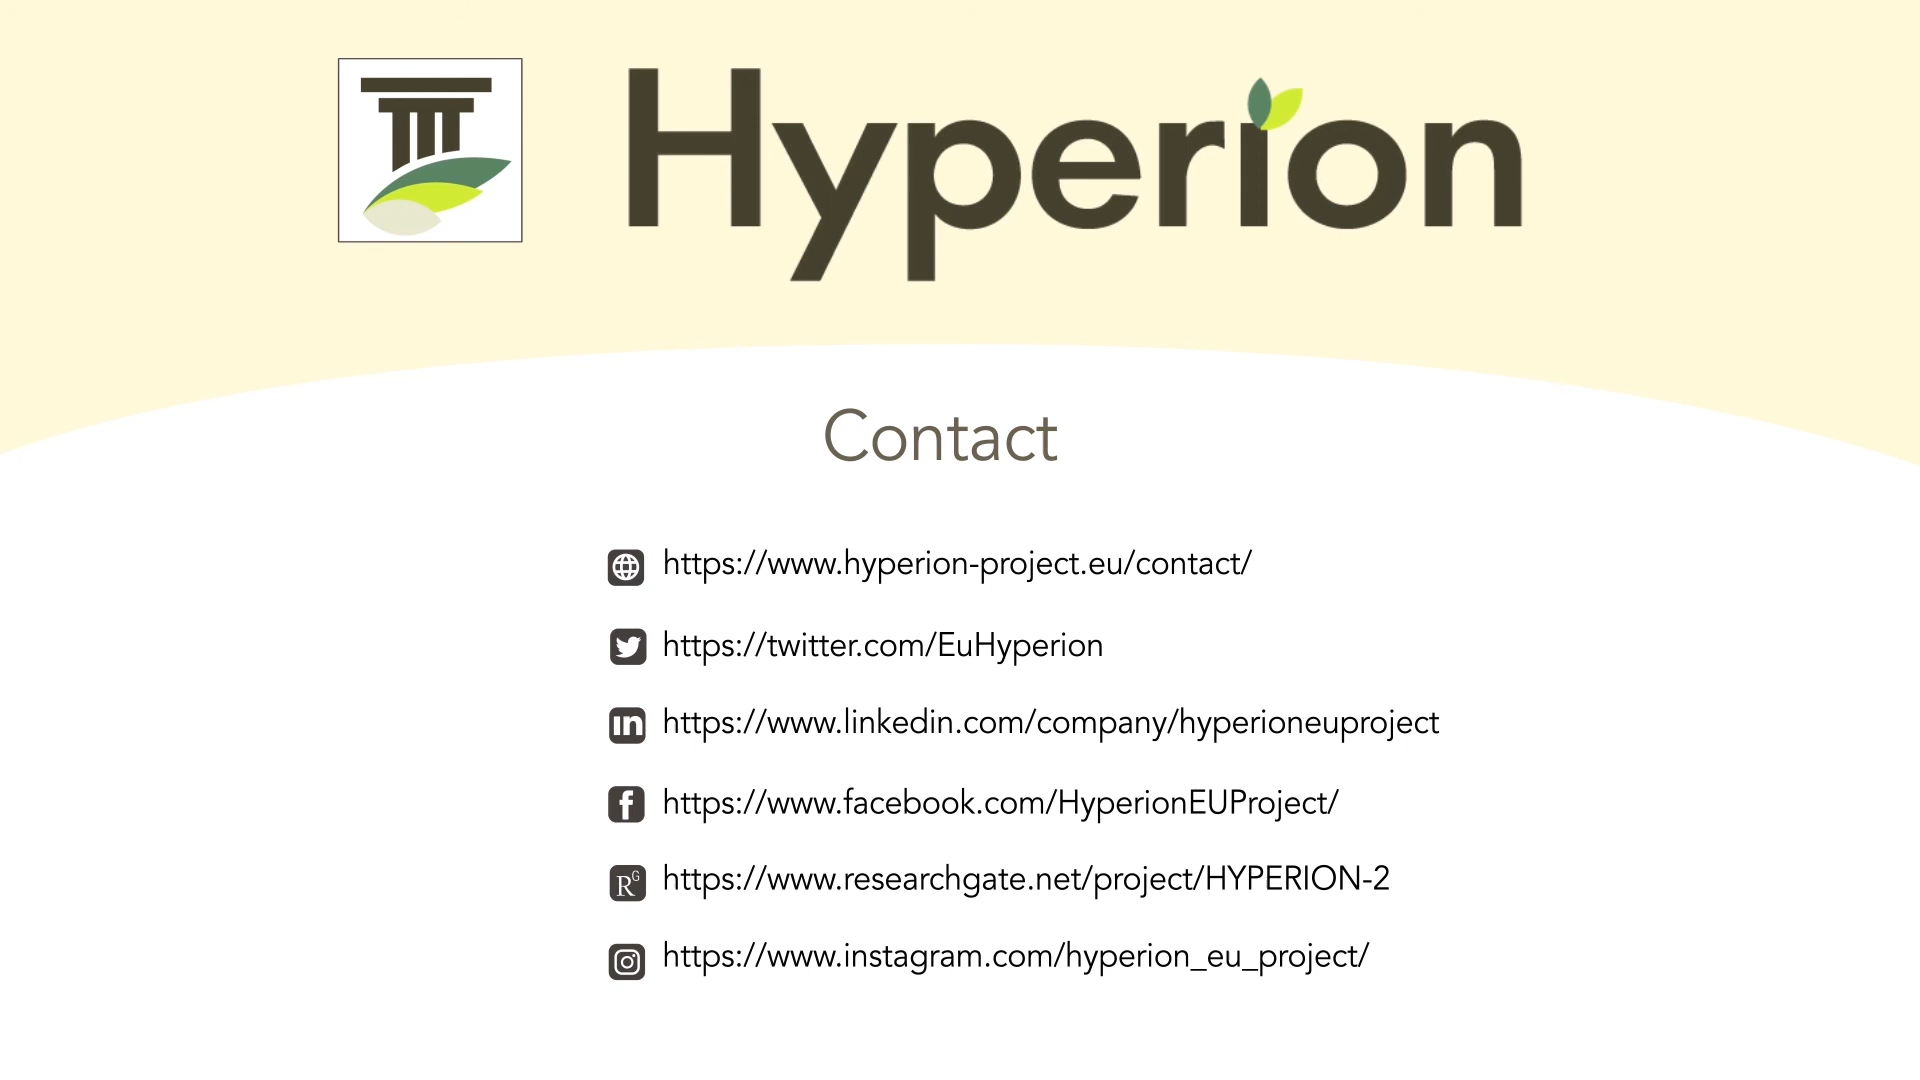 Hyperion
Contact
https://www.hyperion-project.eu/contact/
https://twitter.com/EuHyperion
in https://www.linkedin.com/company/hyperioneuproject
f https://www.facebook.com/HyperionEUProject/
RG https://www.researchgate.net/project/HYPERION-2
https://www.instagram.com/hyperion_eu_project/